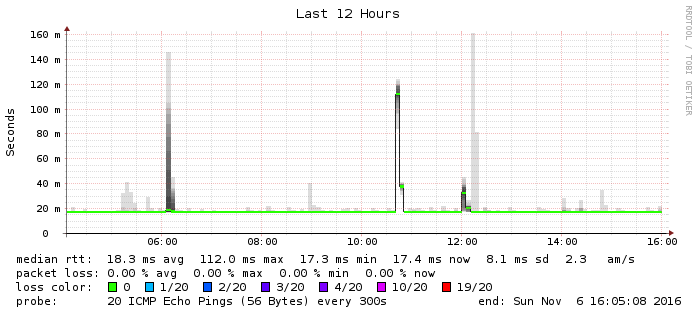 Last 12 Hours
RRDTOOL / TOBI OETIKER
Seconds
160 m
140 m
120 m
100 m
80 m
60 m
40 m
20 m
0
06:00 08:00 10:00 12:00 14:00 16:00
median rtt: 18.3 ms avg 112.0 ms max 17.3 ms min 17.4 ms now 8.1 ms sd 2.3 am/s
packet loss: 0.00 % avg 0.00 % max 0.00 % min 0.00 % now
loss color: 0 1/20 2/20 3/20 4/20 10/20 19/20
probe: 20 ICMP Echo Pings (56 Bytes) every 300s end: Sun Nov 6 16:05:08 2016